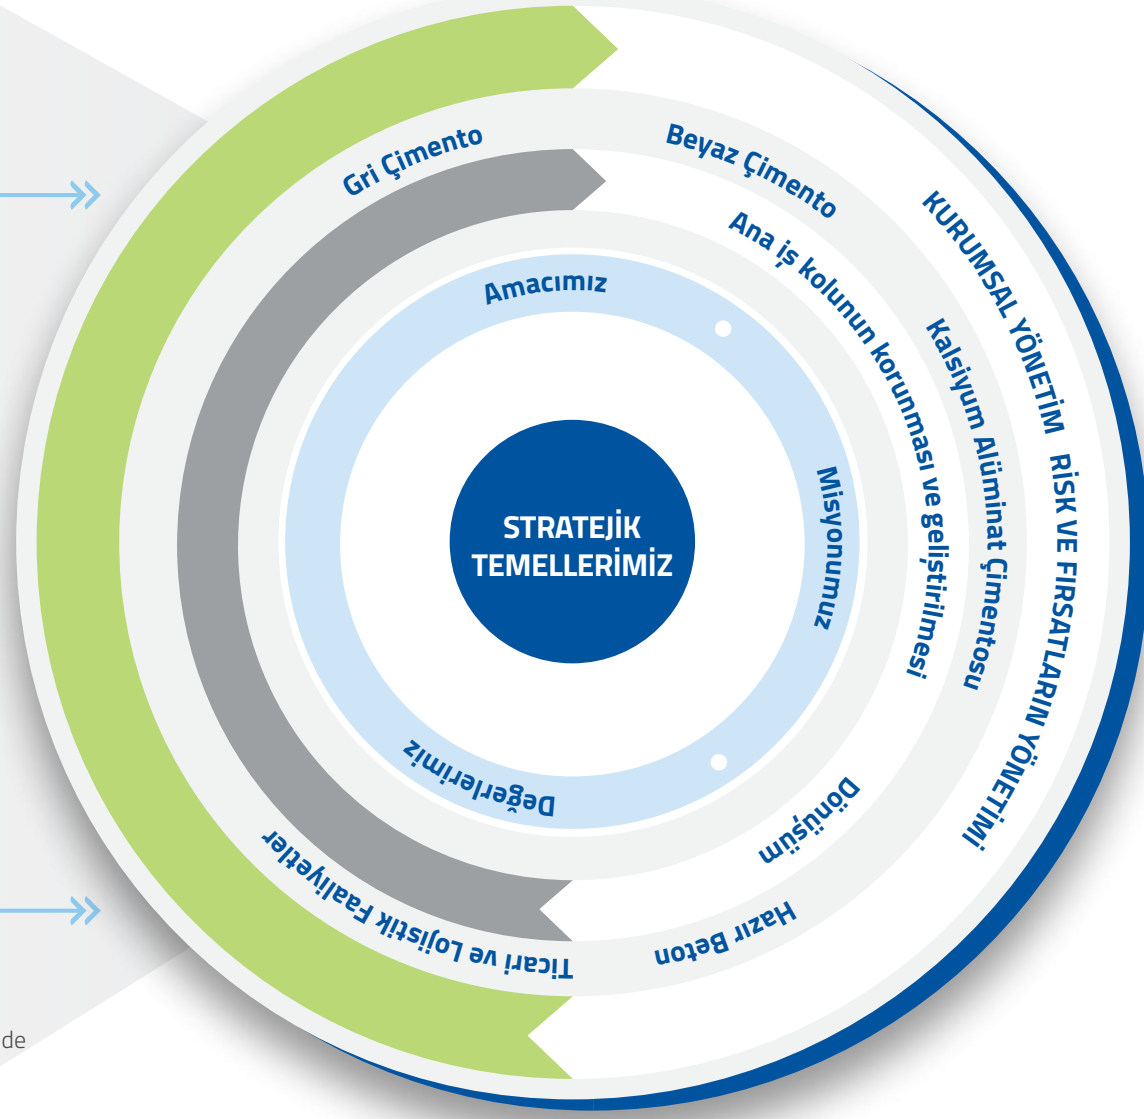 STRATEJİK
TEMELLERİMİZ
Amacımız
Misyonumuz
Değerlerimiz
Ana iş kolunun korunması ve geliştirilmesi
Dönüşüm
Gri Çimento
Beyaz Çimento
Kalsiyum Alüminat Çimentosu
Hazır Beton
Ticari ve Lojistik Faaliyetler
KURUMSAL YÖNETİM
RİSK VE FIRSATLARIN YÖNETİMİ
de